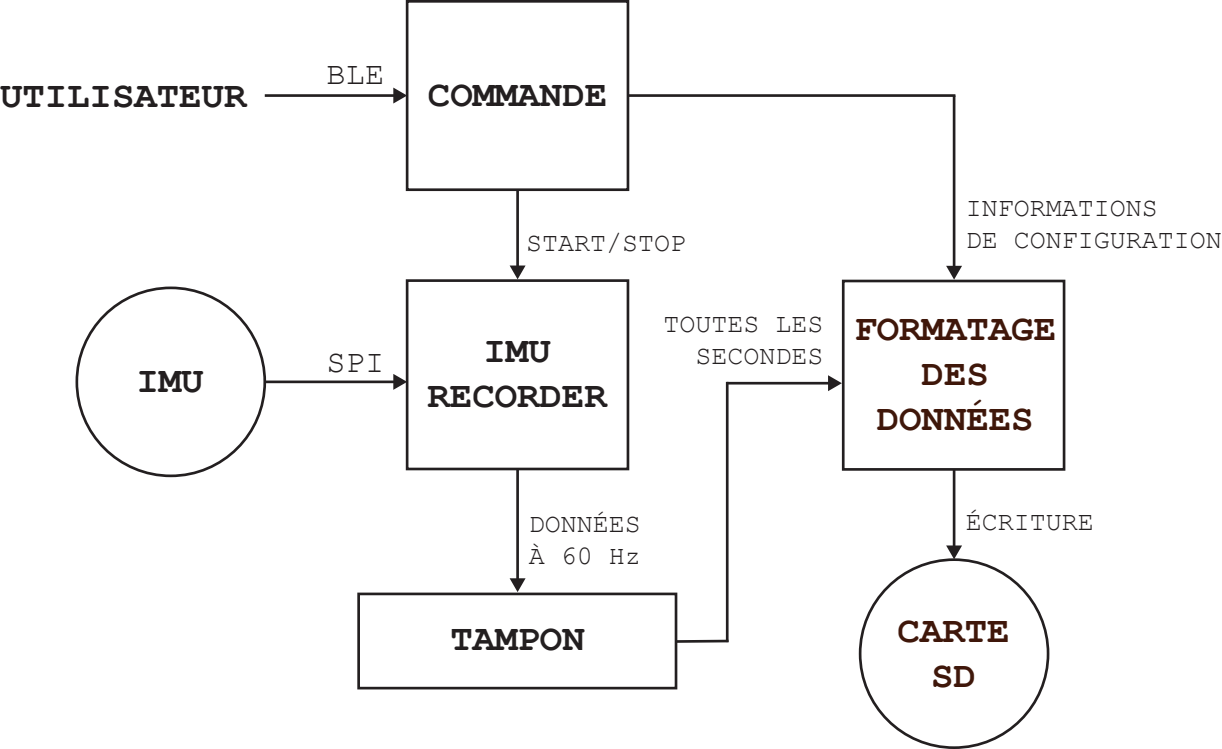 BLE
UTILISATEUR
COMMANDE
INFORMATIONS
DE CONFIGURATION
START/STOP
IMU
SPI
IMU
RECORDER
TOUTES LES
SECONDES
FORMATAGE
DES
DONNÉES
DONNÉES
À 60 Hz
ÉCRITURE
TAMPON
CARTE
SD